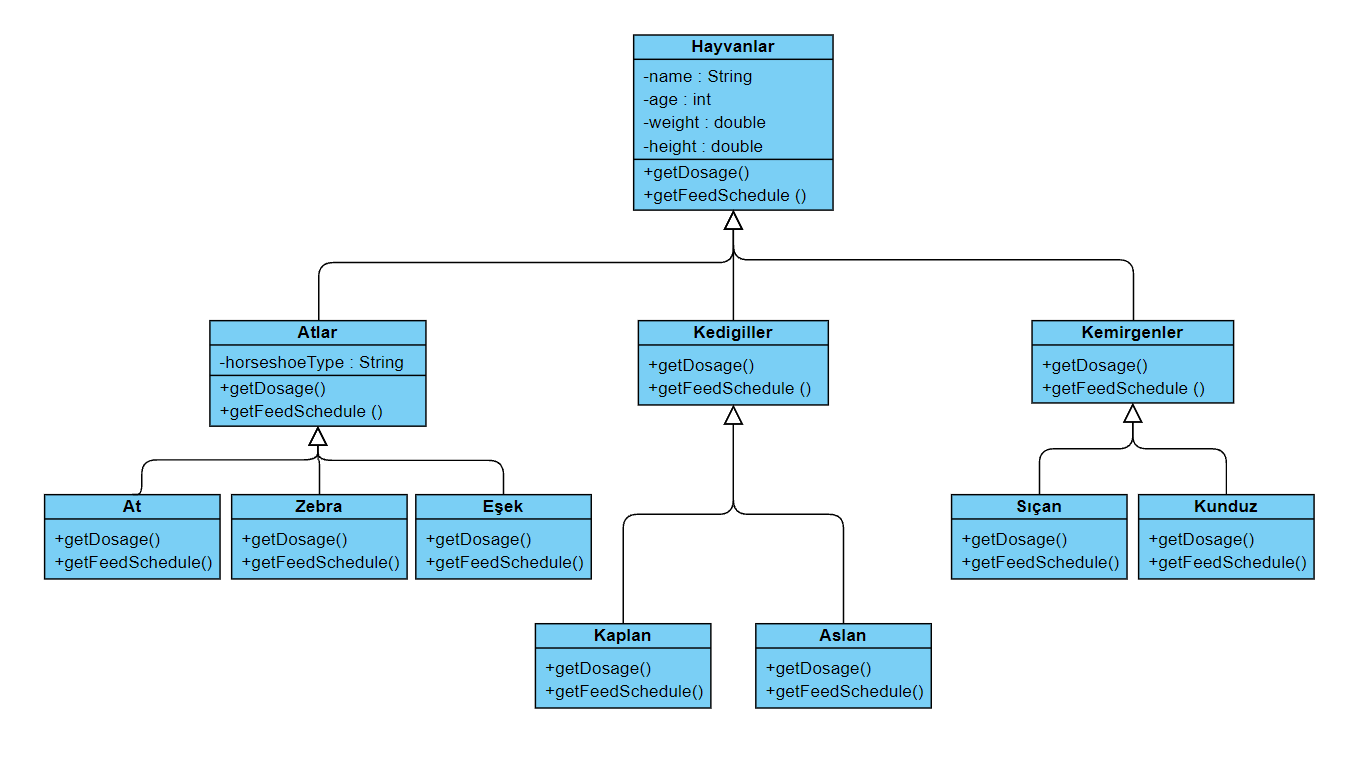 Hayvanlar
-name : String
-age : int
-weight : double
-height : double
+getDosage()
+getFeedSchedule ()
Atlar
-horseshoeType : String
+getDosage()
+getFeedSchedule ()
Kedigiller
+getDosage()
+getFeedSchedule ()
Kemirgenler
+getDosage()
+getFeedSchedule ()
At
+getDosage()
+getFeedSchedule()
Zebra
+getDosage()
+getFeedSchedule()
Eşek
+getDosage()
+getFeedSchedule()
Sıçan
+getDosage()
+getFeedSchedule()
Kunduz
+getDosage()
+getFeedSchedule()
Kaplan
+getDosage()
+getFeedSchedule()
Aslan
+getDosage()
+getFeedSchedule()